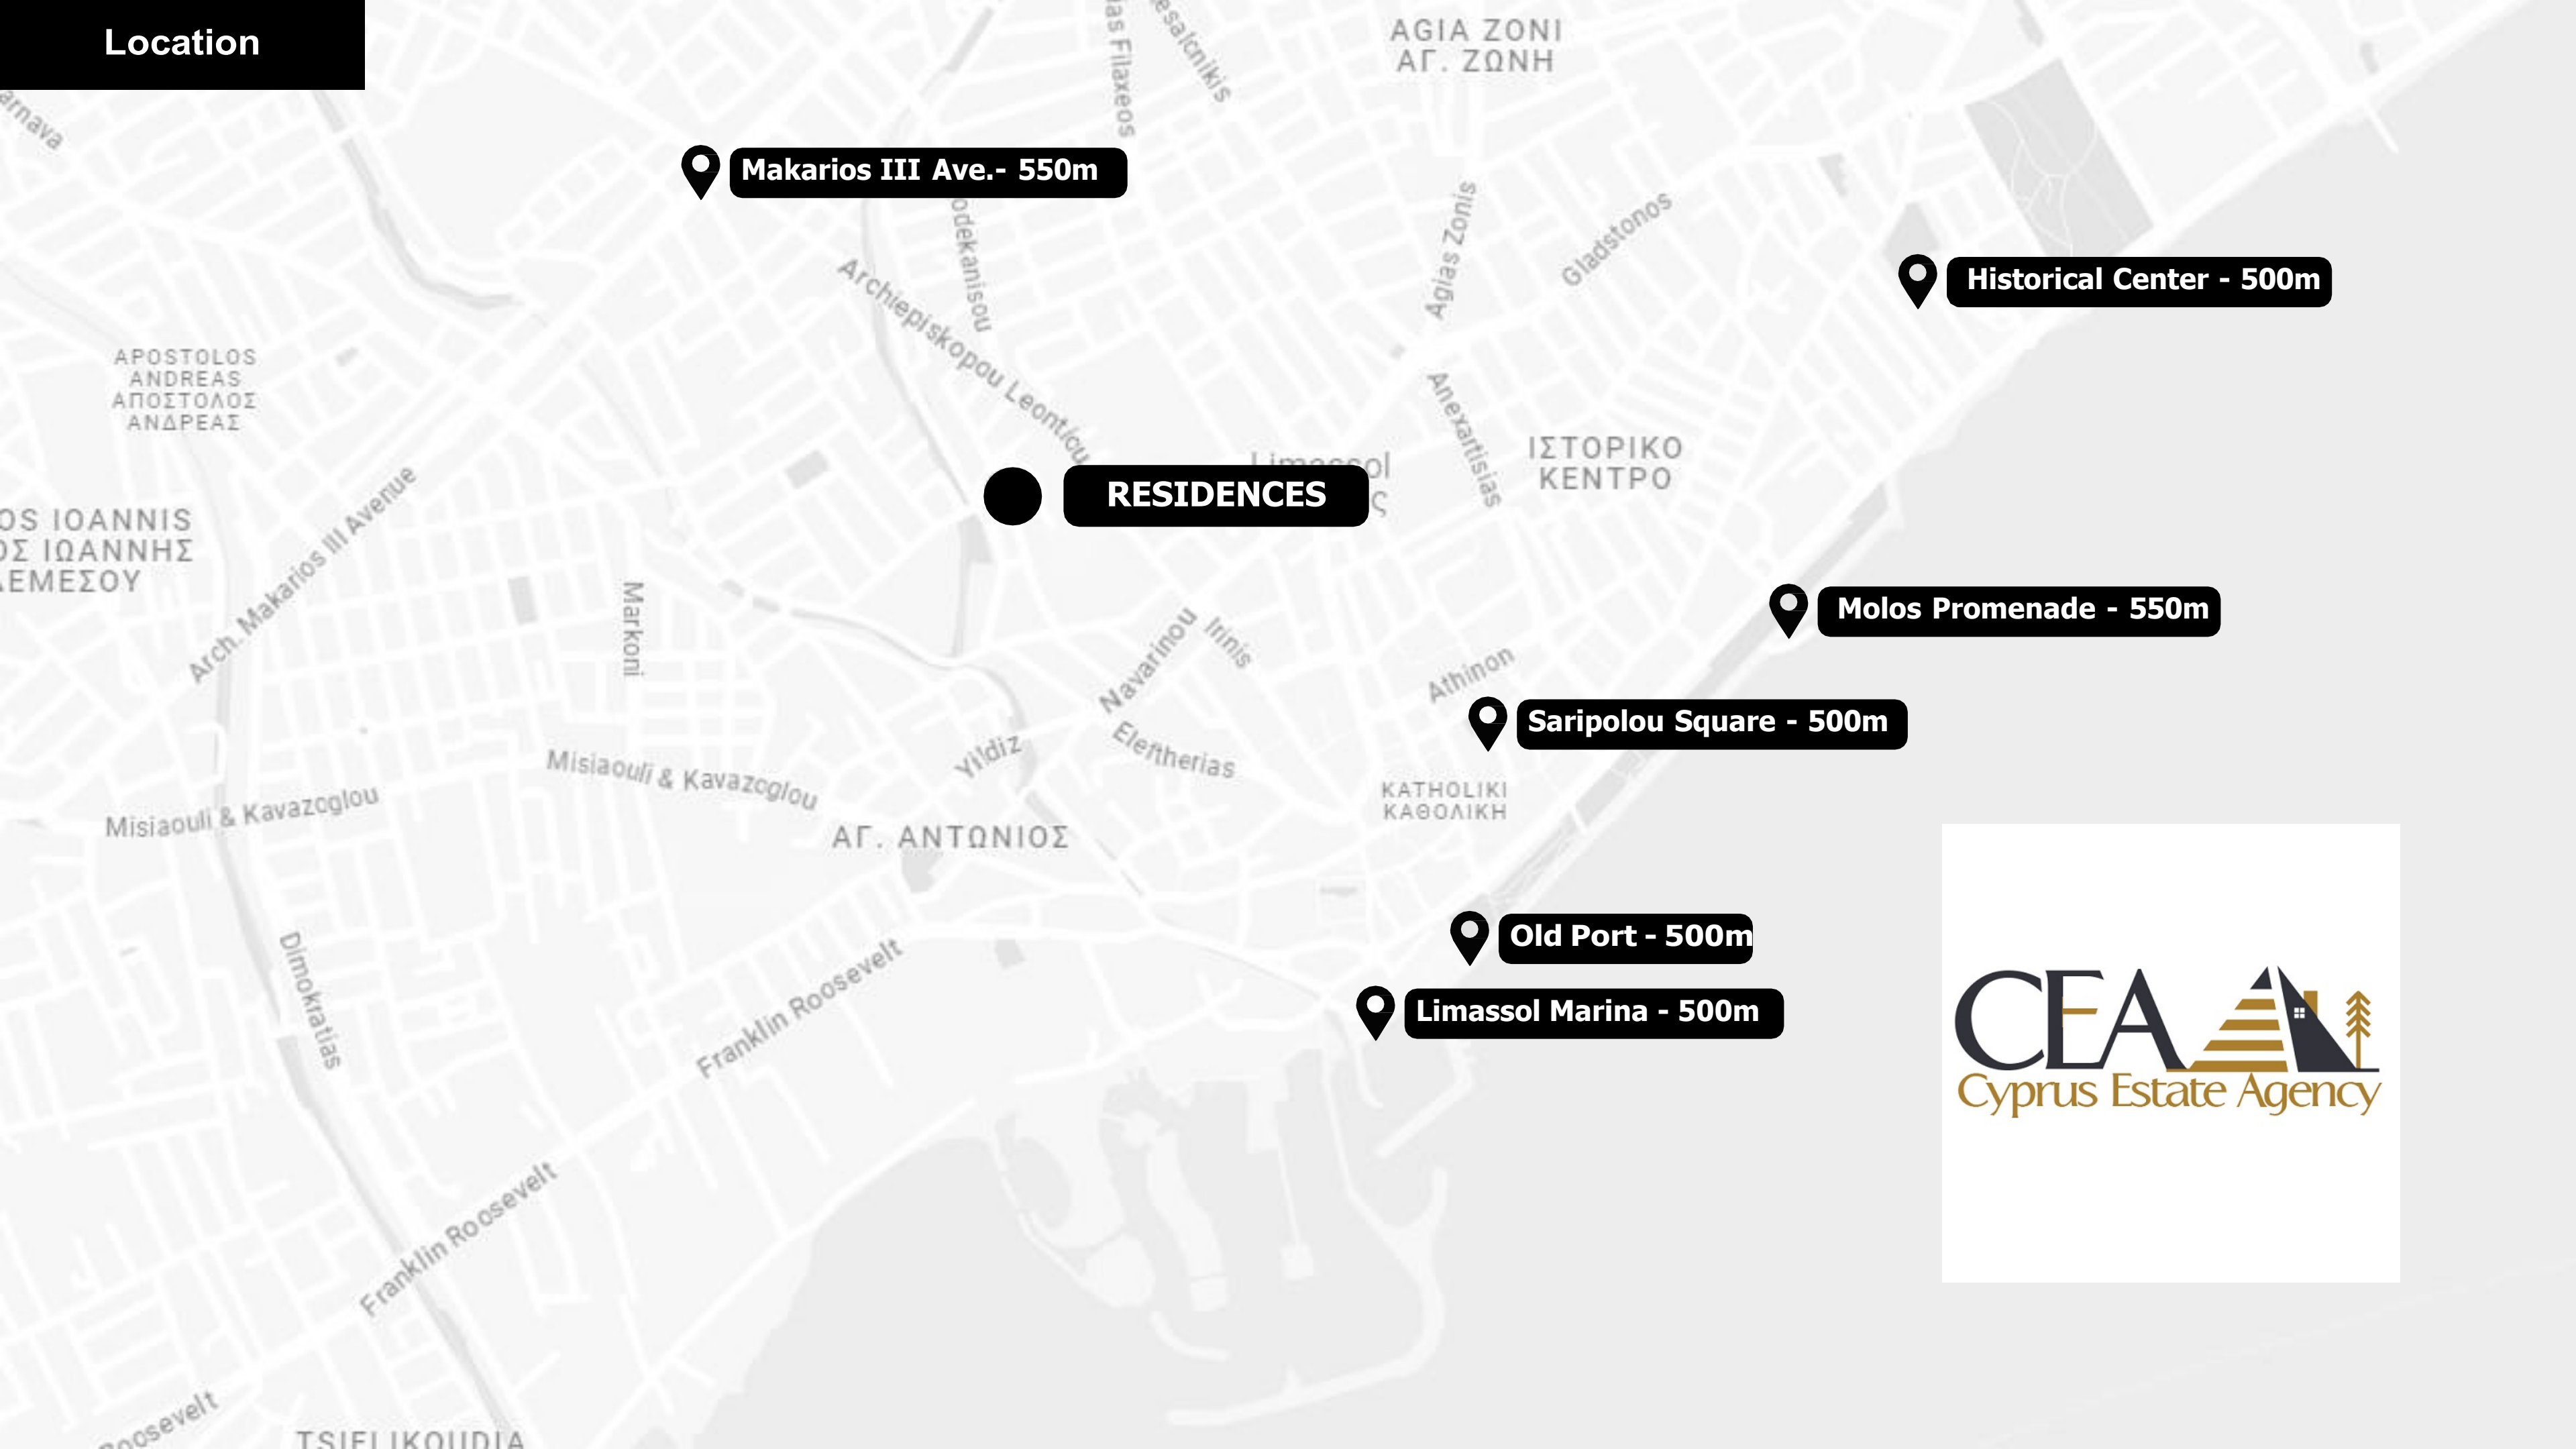 Location
AGIA ZONI
ΑΓ. ΖΩΝΗ
Makarios III Ave.- 550m
Agias Zonis
Gladstonos
Historical Center - 500m
Archiepiskopou Leontiou
APOSTOLOS
ANDREAS
ΑΠΟΣΤΟΛΟΣ
ΑΝΔΡΕΑΣ
Anexartisias
ΙΣΤΟΡΙΚΟ
ΚΕΝΤΡΟ
RESIDENCES
Arch. Makarios III Avenue
IOANNIS
ΙΩΑΝΝΗΣ
Markoni
Molos Promenade - 550m
Navarinou
Irinis
Athinon
Saripolou Square - 500m
Eleftherias
Yildiz
Misiaouli & Kavazoglou
Misiaouli & Kavazoglou
KATHOLIKI
ΚΑΘΟΛΙΚΗ
ΑΓ. ΑΝΤΩΝΙΟΣ
Old Port - 500m
Limassol Marina - 500m
Dimokratias
Franklin Roosevelt
CEA
Cyprus Estate Agency
Franklin Roosevelt
TSIFLIKOUDIA